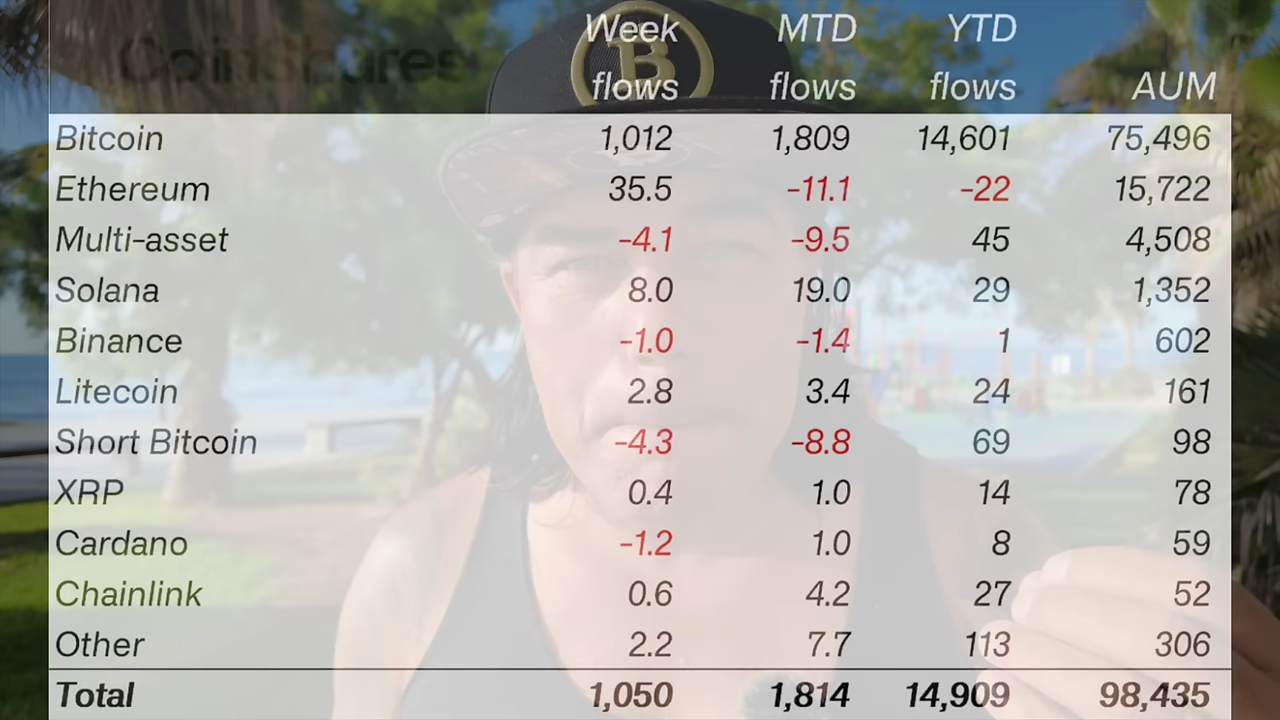 CoinShares
Week MTD YTD
flows flows flows AUM
Bitcoin 1,012 1,809 14,601 75,496
Ethereum 35.5 -11.1 -22 15,722
Multi-asset -4.1 -9.5 45 4,508
Solana 8.0 19.0 29 1,352
Binance -1.0 -1.4 1 602
Litecoin 2.8 3.4 24 161
Short Bitcoin -4.3 -8.8 69 98
XRP 0.4 1.0 14 78
Cardano -1.2 1.0 8 59
Chainlink 0.6 4.2 27 52
Other 2.2 7.7 113 306
Total 1,050 1,814 14,909 98,435